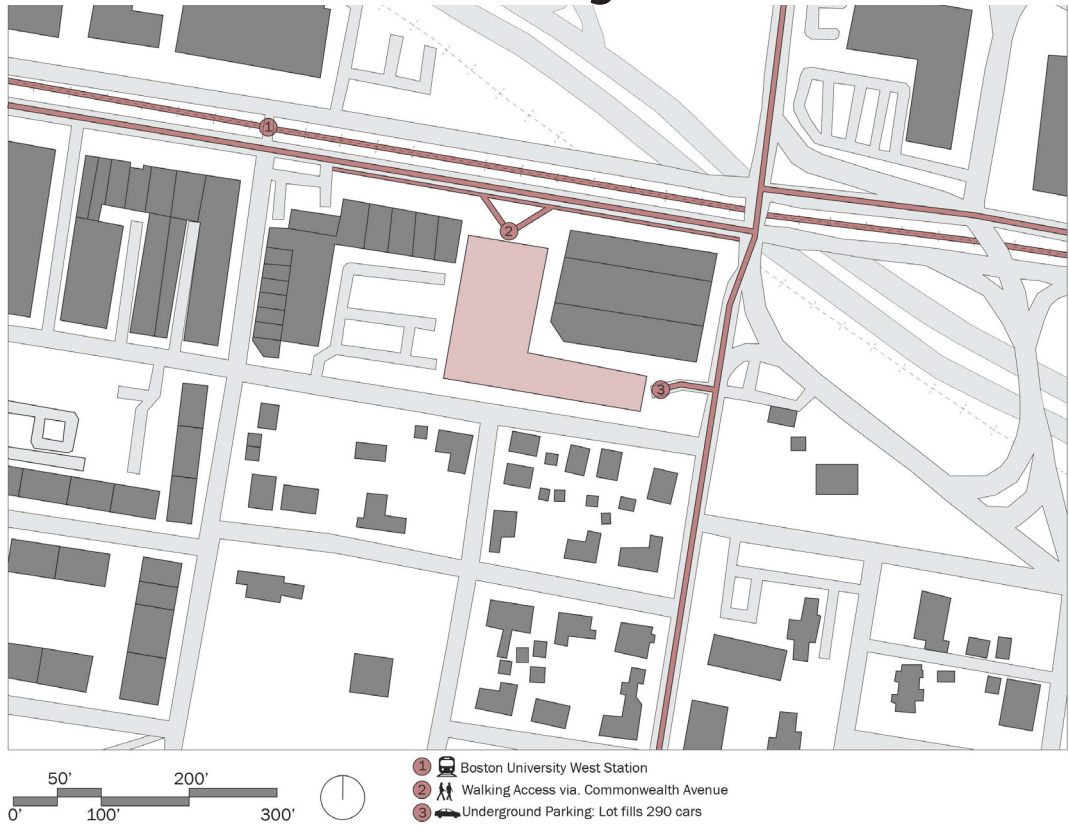 1
2
3
50' 200'
0' 100' 300'
1 Boston University West Station
2 Walking Access via. Commonwealth Avenue
3 Underground Parking: Lot fills 290 cars